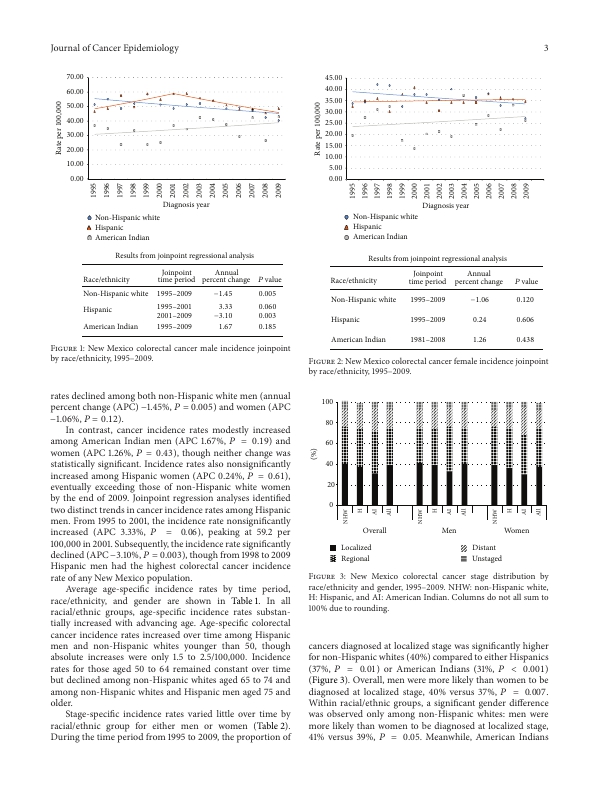 Journal of Cancer Epidemiology 3
70.00
60.00
50.00
40.00
30.00
20.00
10.00
0.00
Rate per 100,000
1995
1996
1997
1998
1999
2000
2001
2002
2003
2004
2005
2006
2007
2008
2009
Diagnosis year
Non-Hispanic white
Hispanic
American Indian
Results from joinpoint regressional analysis
Race/ethnicity Joinpoint time period Annual percent change P value
Non-Hispanic white 1995–2009 −1.45 0.005
Hispanic 1995–2001 3.33 0.060
2001–2009 −3.10 0.003
American Indian 1995–2009 1.67 0.185
Figure 1: New Mexico colorectal cancer male incidence joinpoint
by race/ethnicity, 1995–2009.
rates declined among both non-Hispanic white men (annual
percent change (APC) −1.45%, P = 0.005) and women (APC
−1.06%, P = 0.12).
In contrast, cancer incidence rates modestly increased
among American Indian men (APC 1.67%, P = 0.19) and
women (APC 1.26%, P = 0.43), though neither change was
statistically significant. Incidence rates also nonsignificantly
increased among Hispanic women (APC 0.24%, P = 0.61),
eventually exceeding those of non-Hispanic white women
by the end of 2009. Joinpoint regression analyses identified
two distinct trends in cancer incidence rates among Hispanic
men. From 1995 to 2001, the incidence rate nonsignificantly
increased (APC 3.33%, P = 0.06), peaking at 59.2 per
100,000 in 2001. Subsequently, the incidence rate significantly
declined (APC −3.10%, P = 0.003), though from 1998 to 2009
Hispanic men had the highest colorectal cancer incidence
rate of any New Mexico population.
Average age-specific incidence rates by time period,
race/ethnicity, and gender are shown in Table 1. In all
racial/ethnic groups, age-specific incidence rates substan-
tially increased with advancing age. Age-specific colorectal
cancer incidence rates increased over time among Hispanic
men and non-Hispanic whites younger than 50, though
absolute increases were only 1.5 to 2.5/100,000. Incidence
rates for those aged 50 to 64 remained constant over time
but declined among non-Hispanic whites aged 65 to 74 and
among non-Hispanic whites and Hispanic men aged 75 and
older.
Stage-specific incidence rates varied little over time by
racial/ethnic group for either men or women (Table 2).
During the time period from 1995 to 2009, the proportion of
45.00
40.00
35.00
30.00
25.00
20.00
15.00
10.00
5.00
0.00
Rate per 100,000
1995
1996
1997
1998
1999
2000
2001
2002
2003
2004
2005
2006
2007
2008
2009
Diagnosis year
Non-Hispanic white
Hispanic
American Indian
Results from joinpoint regressional analysis
Race/ethnicity Joinpoint time period Annual percent change P value
Non-Hispanic white 1995–2009 −1.06 0.120
Hispanic 1995–2009 0.24 0.606
American Indian 1981–2008 1.26 0.438
Figure 2: New Mexico colorectal cancer female incidence joinpoint
by race/ethnicity, 1995–2009.
100
80
60
40
20
0
(%)
NHW H AI All NHW H AI All NHW H AI All
Overall Men Women
Localized Distant
Regional Unstaged
Figure 3: New Mexico colorectal cancer stage distribution by
race/ethnicity and gender, 1995–2009. NHW: non-Hispanic white,
H: Hispanic, and AI: American Indian. Columns do not all sum to
100% due to rounding.
cancers diagnosed at localized stage was significantly higher
for non-Hispanic whites (40%) compared to either Hispanics
(37%, P = 0.01) or American Indians (31%, P < 0.001)
(Figure 3). Overall, men were more likely than women to be
diagnosed at localized stage, 40% versus 37%, P = 0.007.
Within racial/ethnic groups, a significant gender difference
was observed only among non-Hispanic whites: men were
more likely than women to be diagnosed at localized stage,
41% versus 39%, P = 0.05. Meanwhile, American Indians